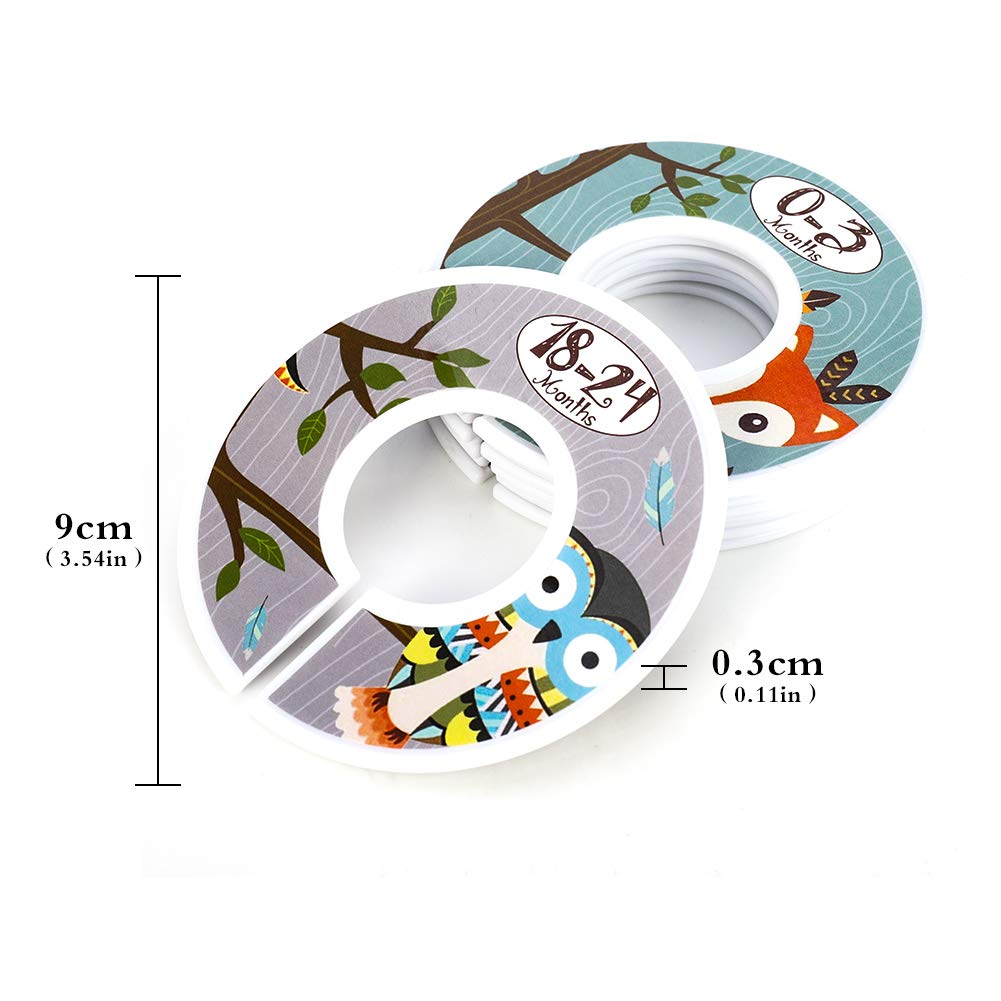 0-3
Months
18-24
Months
9cm
( 3.54in )
0.3cm
( 0.11in )